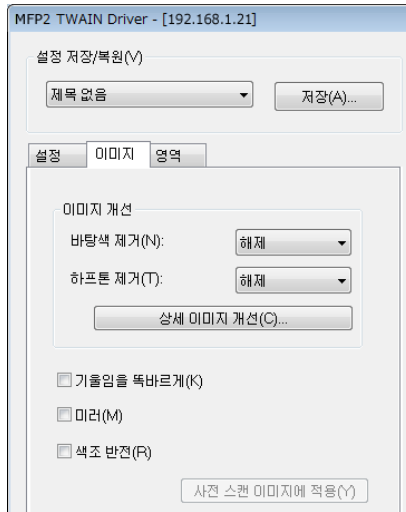 MFP2 TWAIN Driver - [192.168.1.21]
설정 저장/복원(V)
제목 없음 저장(A)...
설정 이미지 영역
이미지 개선
바탕색 제거(N): 해제
하프톤 제거(T): 해제
상세 이미지 개선(C)...
기울임을 똑바르게(K)
미러(M)
색조 반전(R)
사전 스캔 이미지에 적용(Y)